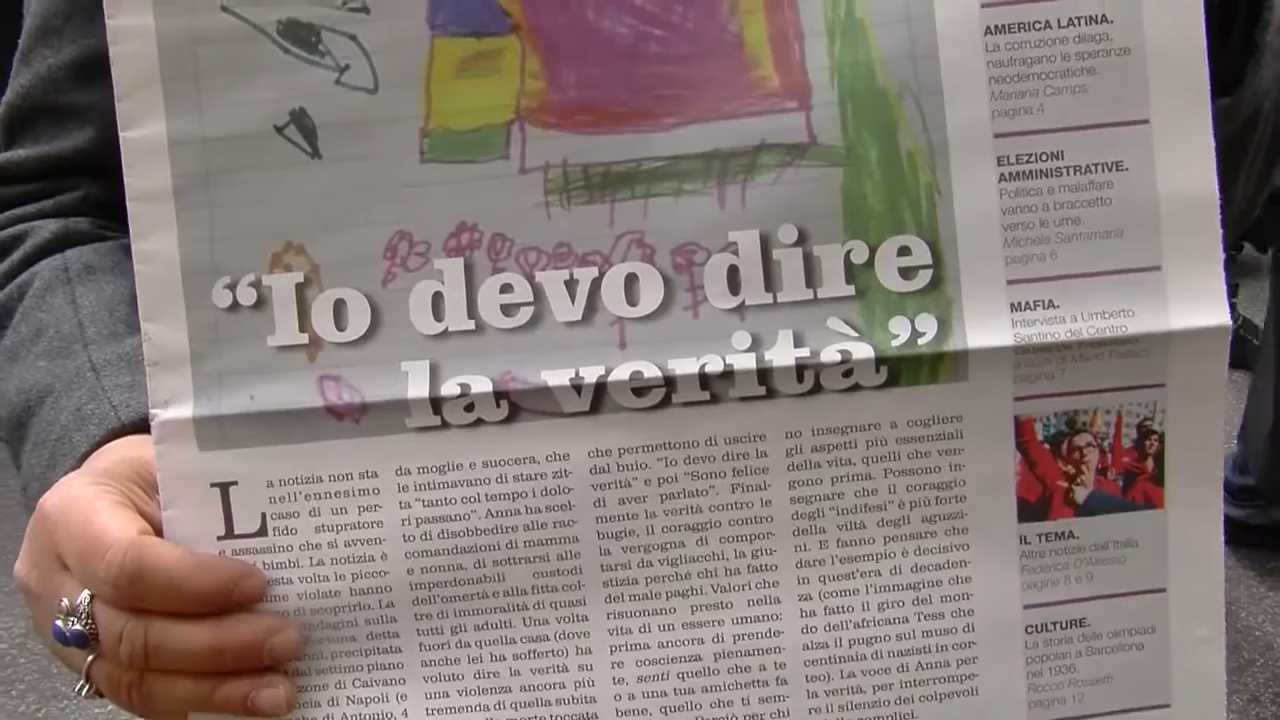 “Io devo dire
la verità”
La notizia non sta
nell'ennesimo
caso di un per-
fido stupratore
e assassino che si avven-
bimbi. La notizia è
esta volta le picco-
me violate hanno
di scoprirlo. La
indagini sulla
Fortuna detta
anni, precipitata
dal settimo piano
zone di Caivano
ncia di Napoli (e
che di Antonio, 4
da moglie e suocera, che
le intimavano di stare zit-
ta “tanto col tempo i dolo-
ri passano”. Anna ha scel-
to di disobbedire alle rac-
comandazioni di mamma
e nonna, di sottrarsi alle
imperdonabili custodi
dell'omertà e alla fitta col-
tre di immoralità di quasi
tutti gli adulti. Una volta
fuori da quella casa (dove
anche lei ha sofferto) ha
voluto dire la verità su
una violenza ancora più
tremenda di quella subita
morte toccata
che permettono di uscire
dal buio. “Io devo dire la
verità” e poi “Sono felice
di aver parlato”. Final-
mente la verità contro le
bugie, il coraggio contro
la vergogna di compor-
tarsi da vigliacchi, la giu-
stizia perché chi ha fatto
del male paghi. Valori che
risuonano presto nella
vita di un essere umano:
prima ancora di prende-
re coscienza pienamen-
te, senti quello che a te
o a una tua amichetta fa
bene, quello che ti sem-
Perciò per chi
no insegnare a cogliere
gli aspetti più essenziali
della vita, quelli che ven-
gono prima. Possono in-
segnare che il coraggio
degli “indifesi” è più forte
della viltà degli aguzzi-
ni. E fanno pensare che
dare l'esempio è decisivo
in quest'era di decaden-
za (come l'immagine che
ha fatto il giro del mon-
do dell'africana Tess che
alza il pugno sul muso di
centinaia di nazisti in cor-
teo). La voce di Anna per
la verità, per interrompe-
re il silenzio dei colpevoli
complici.
AMERICA LATINA.
La corruzione dilaga,
naufragano le speranze
neodemocratiche.
Mariana Camps
pagina 4
ELEZIONI
AMMINISTRATIVE.
Politica e malaffare
vanno a braccetto
verso le urne.
Michele Santamaria
pagina 6
MAFIA.
Intervista a Umberto
Santino del Centro
pagina 7
IL TEMA.
Altre notizie dall'Italia
Federica D'Alessio
pagine 8 e 9
CULTURE.
La storia delle olimpiadi
popolari a Barcellona
nel 1936.
Rocco Rossetti
pagina 12